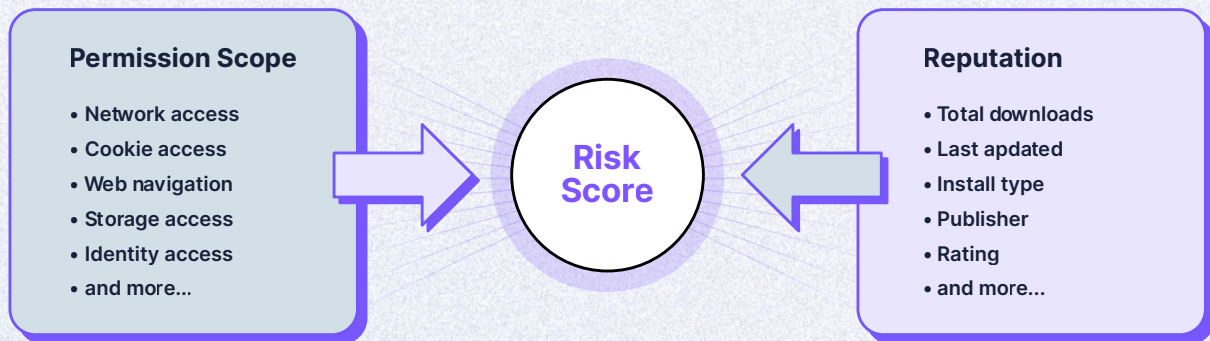 Permission Scope
• Network access
• Cookie access
• Web navigation
• Storage access
• Identity access
• and more...
Risk
Score
Reputation
• Total downloads
• Last apdated
• Install type
• Publisher
• Rating
• and more...